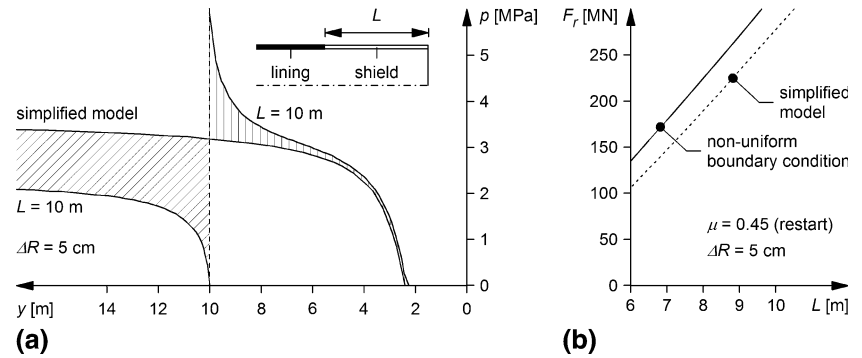 p [MPa]
L
5
lining
shield
simplified model
L = 10 m
4
3
2
L = 10 m
1
ΔR = 5 cm
0
y [m]
14
12
10
8
6
4
2
0
(a)
F_r [MN]
250
200
simplified
model
150
non-uniform
boundary condition
100
μ = 0.45 (restart)
50
ΔR = 5 cm
0
6
7
8
9
10
L [m]
(b)